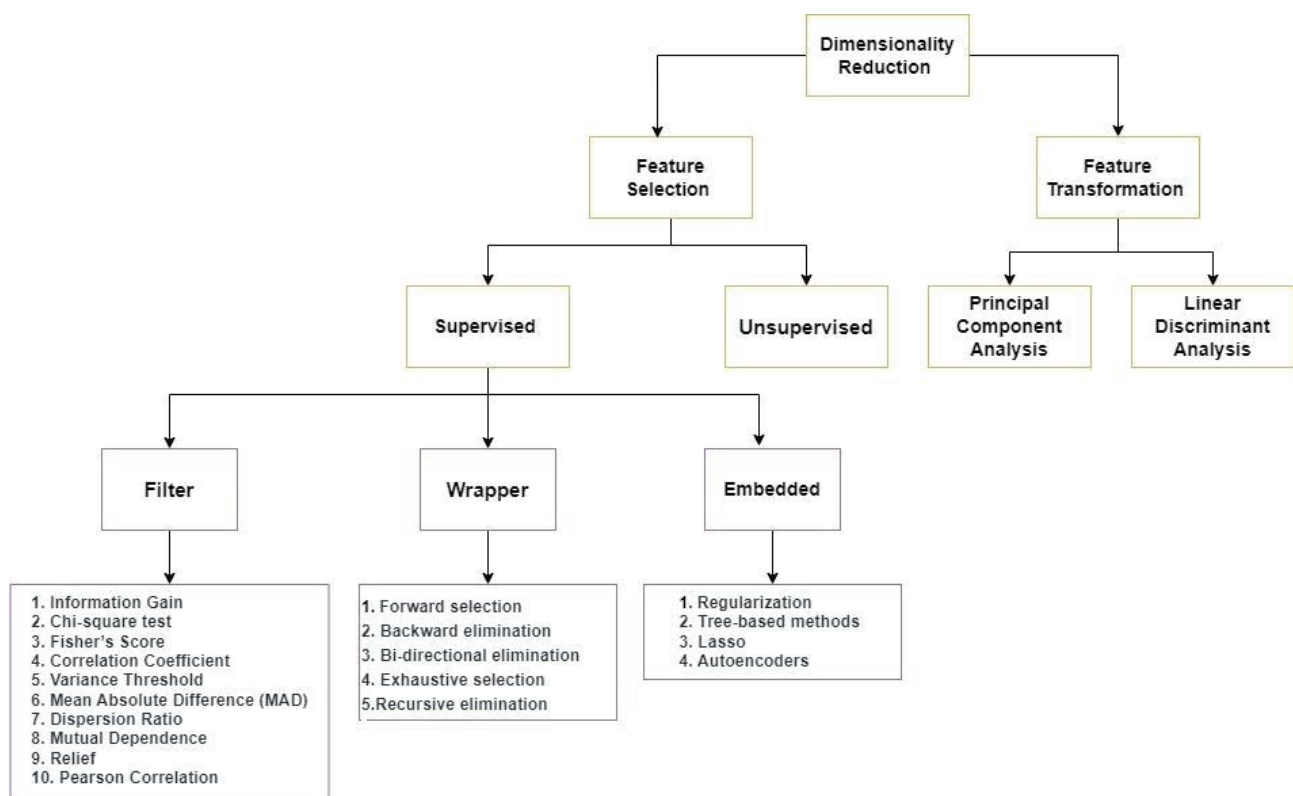 Dimensionality
Reduction
Feature
Selection
Feature
Transformation
Supervised
Unsupervised
Principal
Component
Analysis
Linear
Discriminant
Analysis
Filter
Wrapper
Embedded
1. Information Gain
2. Chi-square test
3. Fisher's Score
4. Correlation Coefficient
5. Variance Threshold
6. Mean Absolute Difference (MAD)
7. Dispersion Ratio
8. Mutual Dependence
9. Relief
10. Pearson Correlation
1. Forward selection
2. Backward elimination
3. Bi-directional elimination
4. Exhaustive selection
5.Recursive elimination
1. Regularization
2. Tree-based methods
3. Lasso
4. Autoencoders